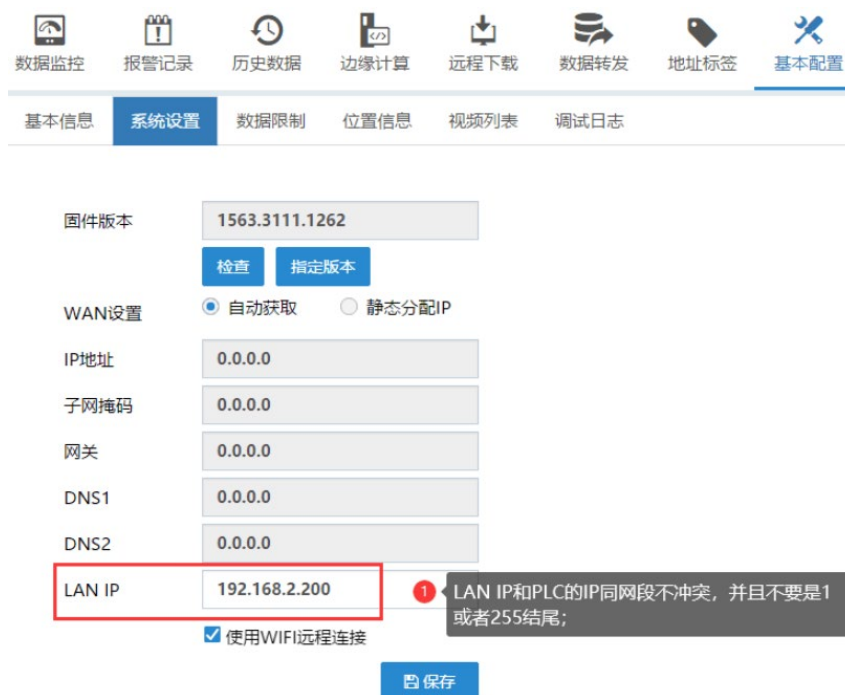 数据监控 报警记录 历史数据 边缘计算 远程下载 数据转发 地址标签 基本配置
基本信息 系统设置 数据限制 位置信息 视频列表 调试日志
固件版本 1563.3111.1262
检查 指定版本
WAN设置 自动获取 静态分配IP
IP地址 0.0.0.0
子网掩码 0.0.0.0
网关 0.0.0.0
DNS1 0.0.0.0
DNS2 0.0.0.0
LAN IP 192.168.2.200 1 LAN IP和PLC的IP同网段不冲突，并且不要是1
或者255结尾；
使用WIFI远程连接
保存